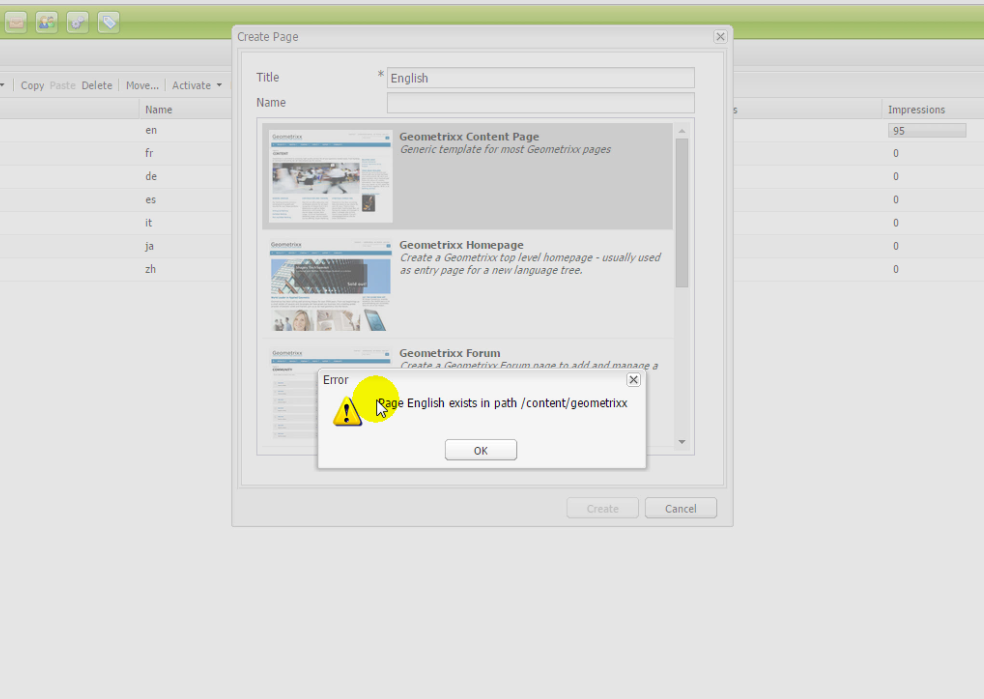 Create Page
Copy Paste Delete Move... Activate
Title * English
Name
Name Impressions
en 95
fr 0
de 0
es 0
it 0
ja 0
zh 0
Geometrixx Content Page
Generic template for most Geometrixx pages
Geometrixx
Geometrixx Homepage
Create a Geometrixx top level homepage - usually used
as entry page for a new language tree.
Geometrixx
Geometrixx Forum
Create a Geometrixx Forum page to add and manage a
Geometrixx
Error
Page English exists in path /content/geometrixx
OK
Create Cancel